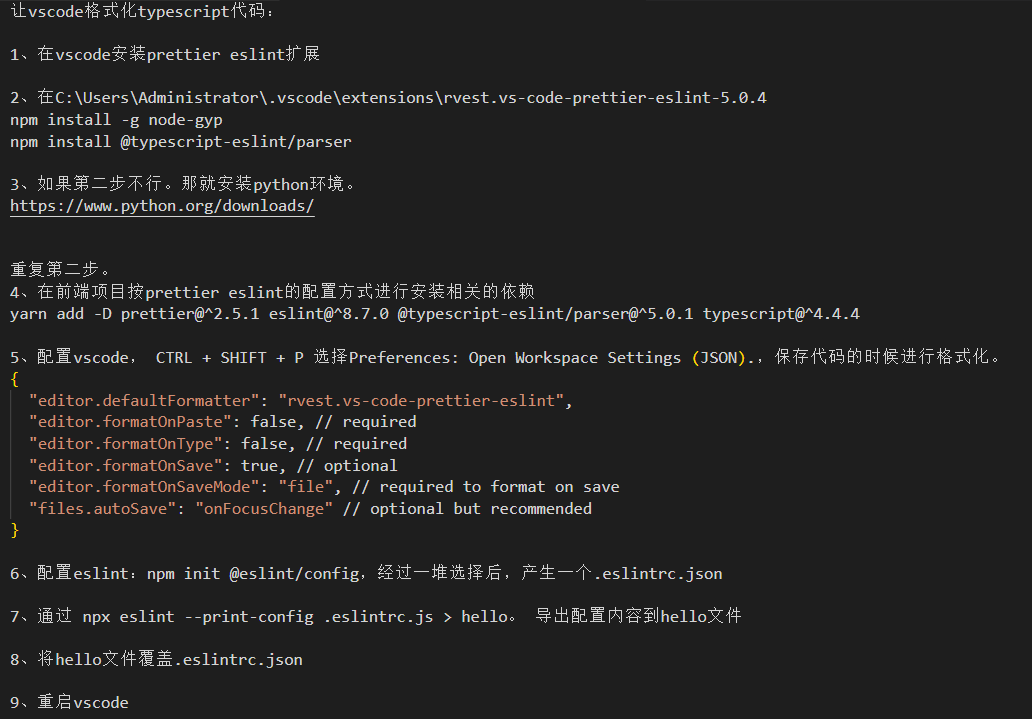 让vscode格式化typescript代码：
1、在vscode安装prettier eslint扩展
2、在C:\Users\Administrator\.vscode\extensions\rvest.vs-code-prettier-eslint-5.0.4
npm install -g node-gyp
npm install @typescript-eslint/parser
3、如果第二步不行。那就安装python环境。
https://www.python.org/downloads/
重复第二步。
4、在前端项目按prettier eslint的配置方式进行安装相关的依赖
yarn add -D prettier@^2.5.1 eslint@^8.7.0 @typescript-eslint/parser@^5.0.1 typescript@^4.4.4
5、配置vscode， CTRL + SHIFT + P 选择Preferences: Open Workspace Settings (JSON).，保存代码的时候进行格式化。
{
  "editor.defaultFormatter": "rvest.vs-code-prettier-eslint",
  "editor.formatOnPaste": false, // required
  "editor.formatOnType": false, // required
  "editor.formatOnSave": true, // optional
  "editor.formatOnSaveMode": "file", // required to format on save
  "files.autoSave": "onFocusChange" // optional but recommended
}
6、配置eslint：npm init @eslint/config，经过一堆选择后，产生一个.eslintrc.json
7、通过 npx eslint --print-config .eslintrc.js > hello。 导出配置内容到hello文件
8、将hello文件覆盖.eslintrc.json
9、重启vscode